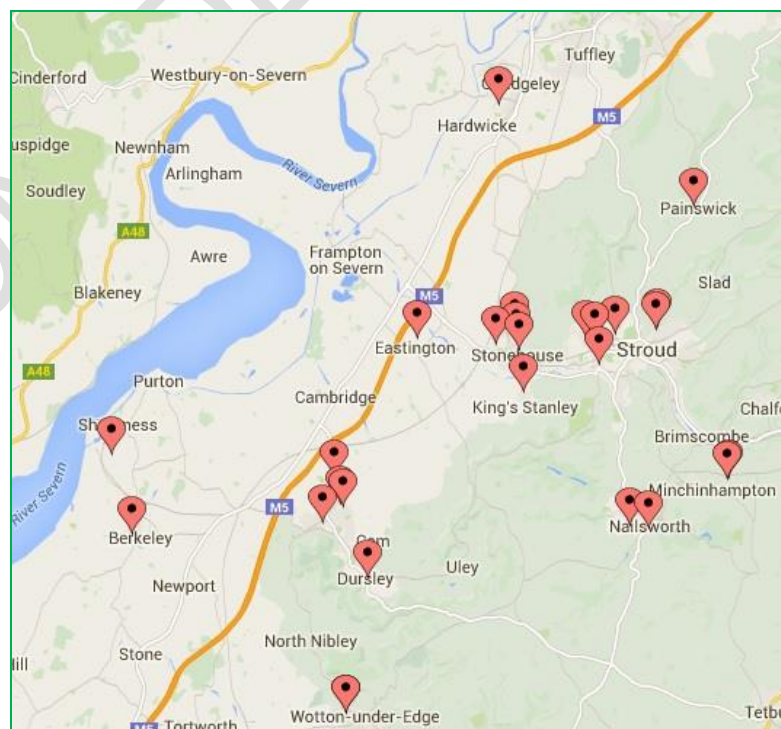 Tuffley
Cinderford
Westbury-on-Severn
Hardwicke
M5
uspidge
Newnham
River Severn
Arlingham
Soudley
Painswick
A48
Awre
Frampton
on Severn
Slad
Blakeney
M5
Eastington
Stonehouse
Stroud
A48
Purton
Cambridge
King's Stanley
Chalf
Brimscombe
Minchinhampton
River Severn
M5
Nailsworth
Berkeley
Uley
Dursley
Newport
North Nibley
Stone
Wotton-under-Edge
Tetbu
M5
Tortworth